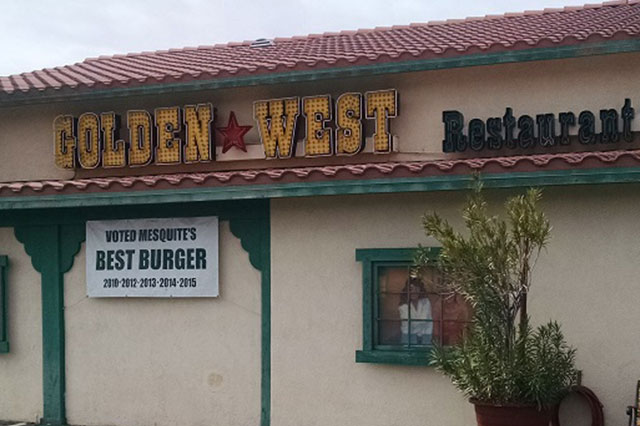 GOLDEN WEST Restaurant
VOTED MESQUITE'S
BEST BURGER
2010-2012-2013-2014-2015